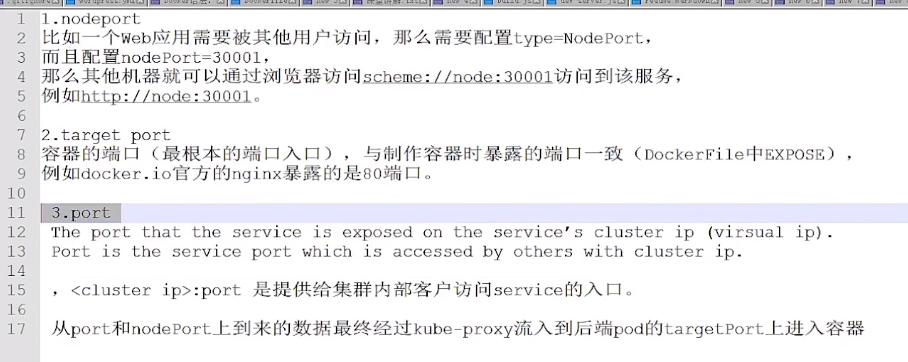 1.nodeport
比如一个Web应用需要被其他用户访问，那么需要配置type=NodePort，
而且配置nodePort=30001，
那么其他机器就可以通过浏览器访问scheme://node:30001访问到该服务，
例如http://node:30001。
2.target port
容器的端口（最根本的端口入口），与制作容器时暴露的端口一致（DockerFile中EXPOSE），
例如docker.io官方的nginx暴露的是80端口。
3.port
The port that the service is exposed on the service's cluster ip (virsual ip).
Port is the service port which is accessed by others with cluster ip.
，<cluster ip>:port 是提供给集群内部客户访问service的入口。
从port和nodePort上到来的数据最终经过kube-proxy流入到后端pod的targetPort上进入容器